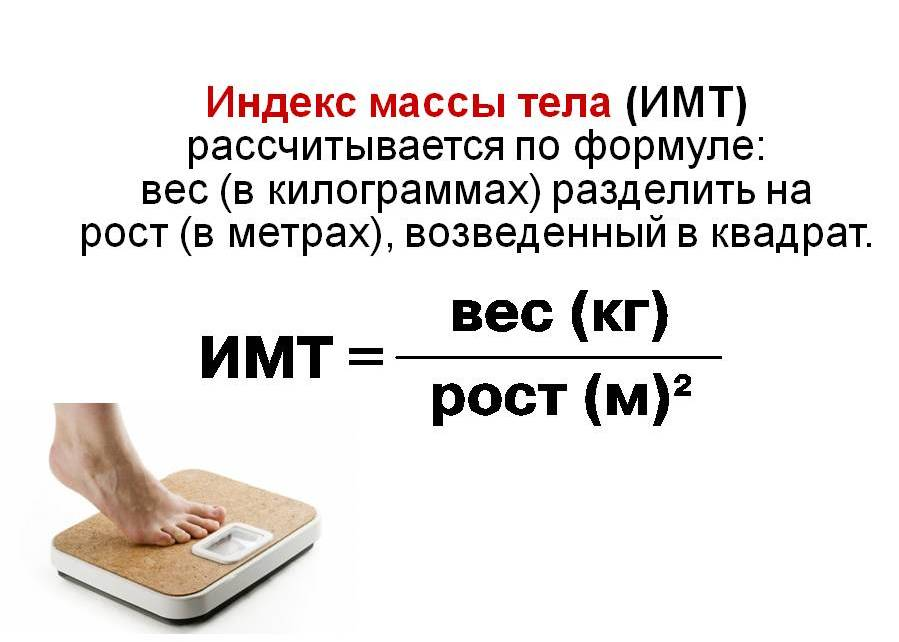 Индекс массы тела (ИМТ)
рассчитывается по формуле:
вес (в килограммах) разделить на
рост (в метрах), возведенный в квадрат.
ИМТ = вес (кг)
рост (м)²